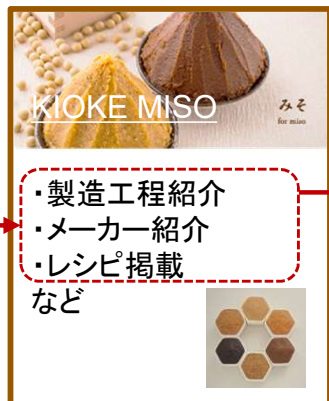 KIOKE MISO
みそ
for miso
・製造工程紹介
・メーカー紹介
・レシピ掲載
など